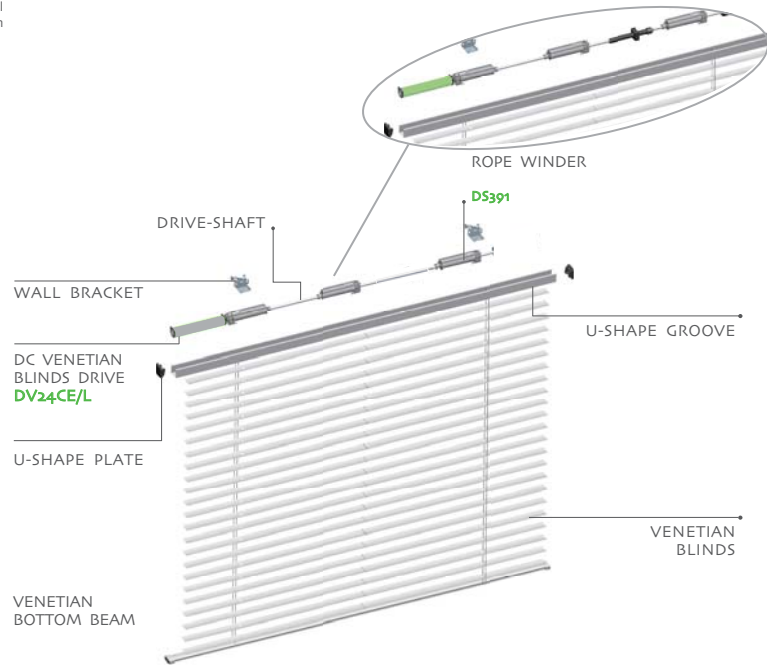 ROPE WINDER
DS391
DRIVE-SHAFT
WALL BRACKET
U-SHAPE GROOVE
DC VENETIAN
BLINDS DRIVE
DV24CE/L
U-SHAPE PLATE
VENETIAN
BLINDS
VENETIAN
BOTTOM BEAM